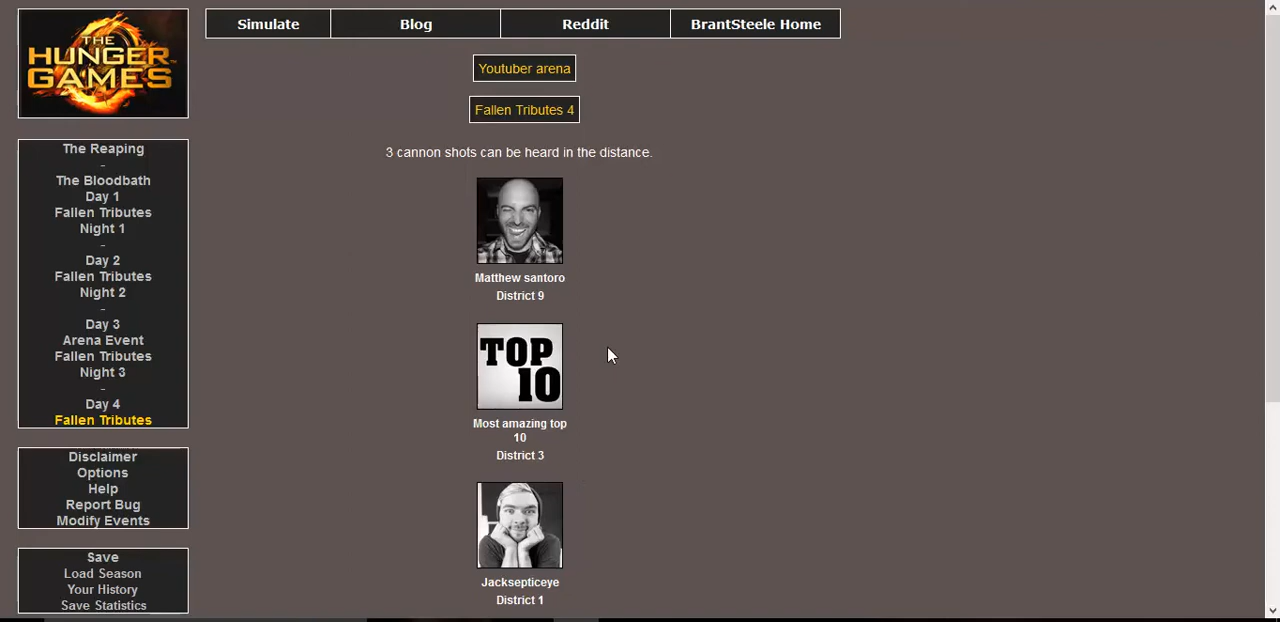 THE
HUNGER
GAMES
Simulate
Blog
Reddit
BrantSteele Home
The Reaping
-
The Bloodbath
Day 1
Fallen Tributes
Night 1
-
Day 2
Fallen Tributes
Night 2
-
Day 3
Arena Event
Fallen Tributes
Night 3
-
Day 4
Fallen Tributes
Disclaimer
Options
Help
Report Bug
Modify Events
Save
Load Season
Your History
Save Statistics
Youtuber arena
Fallen Tributes 4
3 cannon shots can be heard in the distance.
Matthew santoro
District 9
TOP
10
Most amazing top
10
District 3
Jacksepticeye
District 1